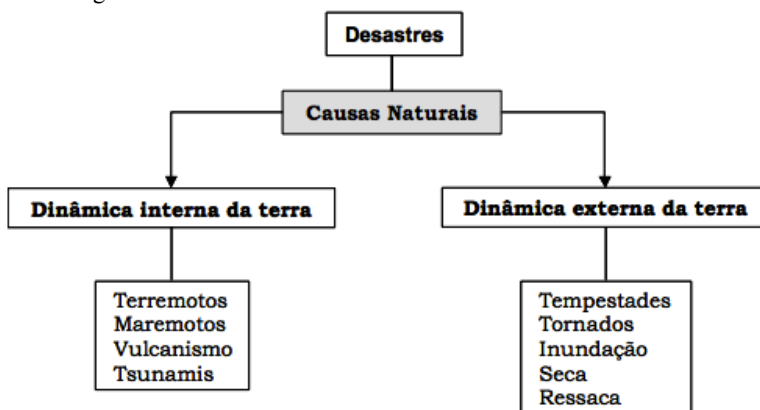 Desastres
Causas Naturais
Dinâmica interna da terra
Dinâmica externa da terra
Terremotos
Maremotos
Vulcanismo
Tsunamis
Tempestades
Tornados
Inundação
Seca
Ressaca